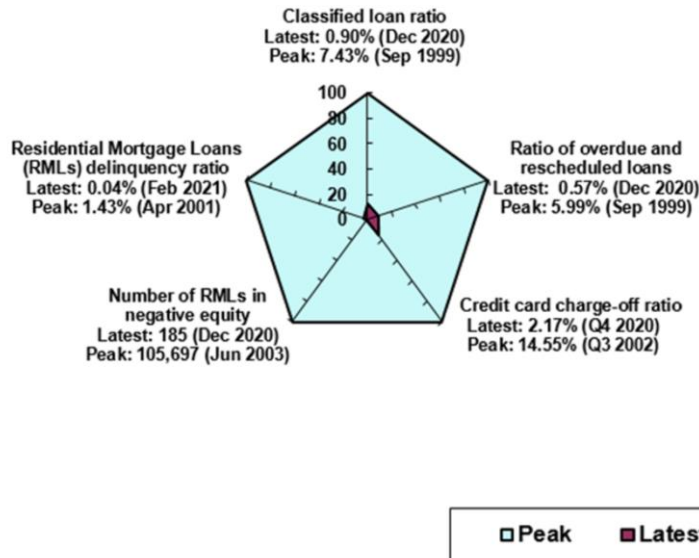 Classified loan ratio
Latest: 0.90% (Dec 2020)
Peak: 7.43% (Sep 1999)
100
80
60
40
20
0
Residential Mortgage Loans
(RMLs) delinquency ratio
Latest: 0.04% (Feb 2021)
Peak: 1.43% (Apr 2001)
Ratio of overdue and
rescheduled loans
Latest: 0.57% (Dec 2020)
Peak: 5.99% (Sep 1999)
Number of RMLs in
negative equity
Latest: 185 (Dec 2020)
Peak: 105,697 (Jun 2003)
Credit card charge-off ratio
Latest: 2.17% (Q4 2020)
Peak: 14.55% (Q3 2002)
Peak Lates